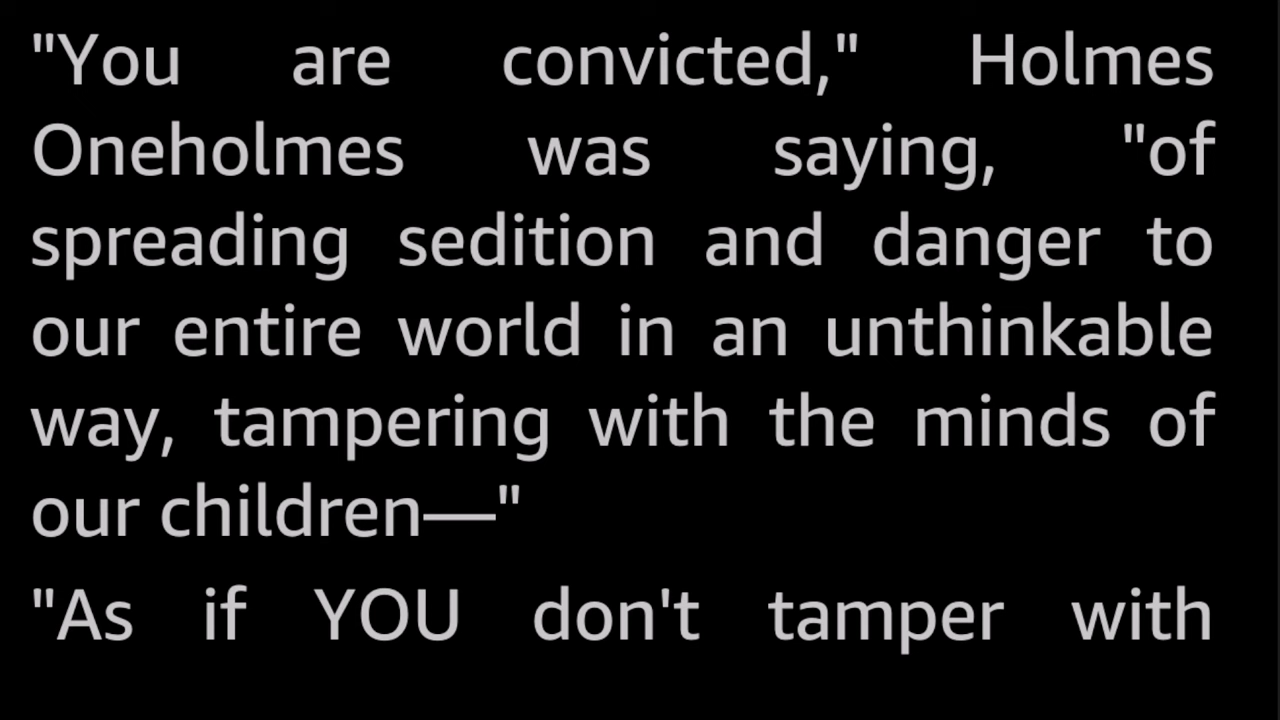 "You are convicted," Holmes
Oneholmes was saying, "of
spreading sedition and danger to
our entire world in an unthinkable
way, tampering with the minds of
our children—"
"As if YOU don't tamper with